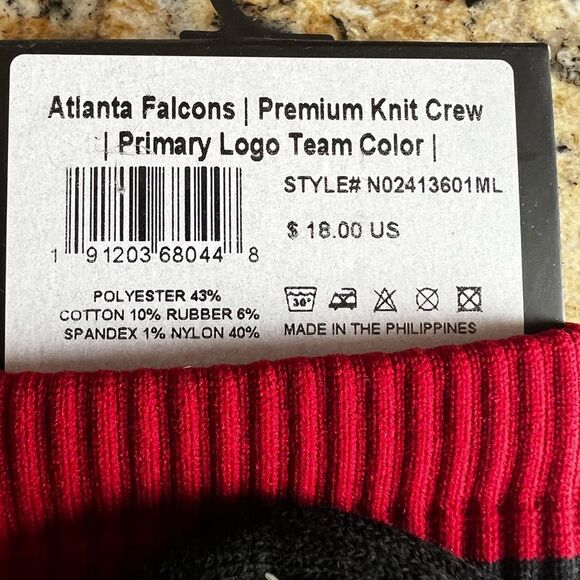 Atlanta Falcons | Premium Knit Crew
| Primary Logo Team Color |
STYLE# N02413601ML
$ 18.00 US
1 91203 68044 8
POLYESTER 43%
COTTON 10% RUBBER 6%
SPANDEX 1% NYLON 40%
30°
MADE IN THE PHILIPPINES